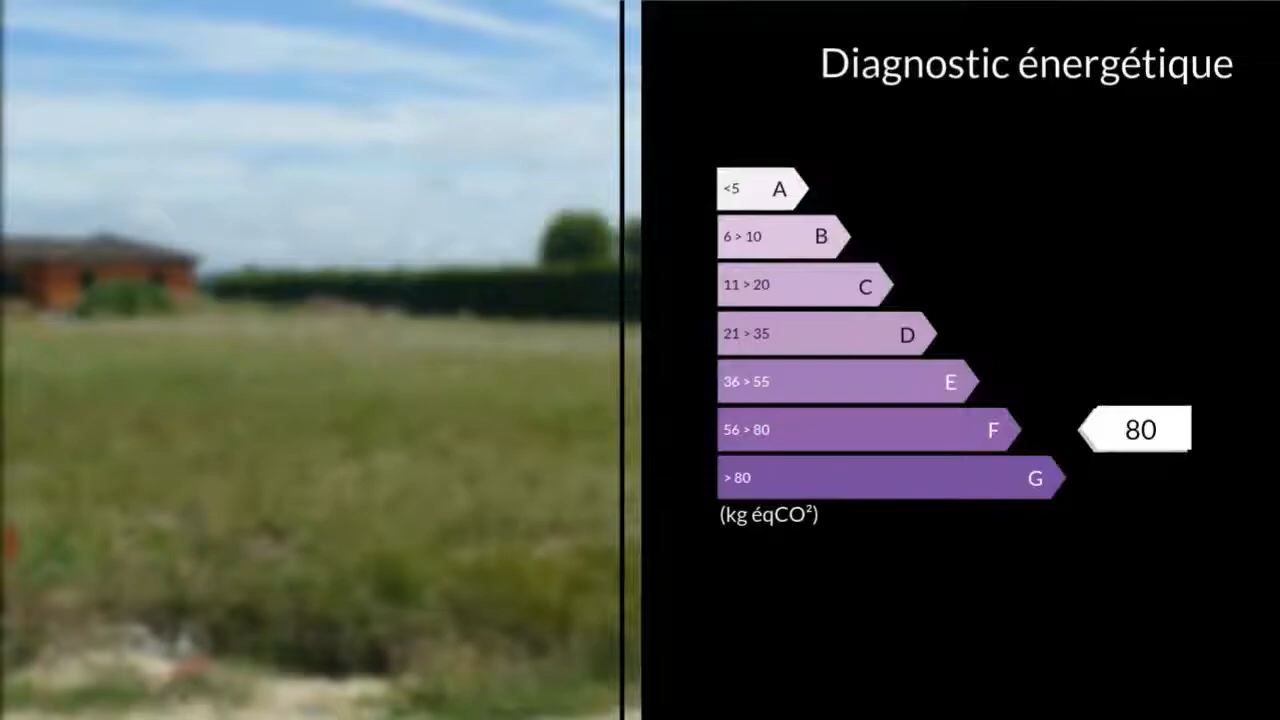 Diagnostic énergétique
<5 A
6 > 10 B
11 > 20 C
21 > 35 D
36 > 55 E
56 > 80 F
80
> 80 G
(kg éqCO²)